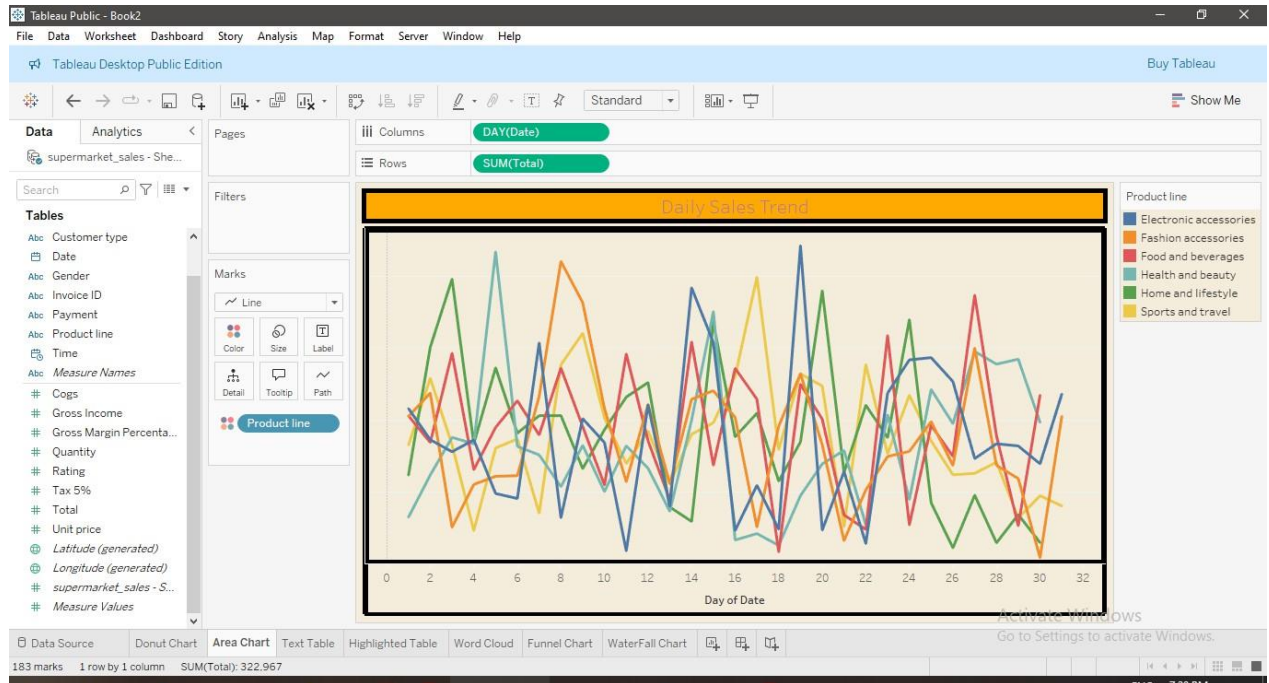 Tableau Public - Book2
File Data Worksheet Dashboard Story Analysis Map Format Server Window Help
Tableau Desktop Public Edition
Buy Tableau
Standard
Show Me
Data
Analytics
supermarket_sales - She...
Search
Tables
Abc Customer type
Date
Abc Gender
Abc Invoice ID
Abc Payment
Abc Product line
Time
Abc Measure Names
# Cogs
# Gross Income
# Gross Margin Percenta...
# Quantity
# Rating
# Tax 5%
# Total
# Unit price
Latitude (generated)
Longitude (generated)
# supermarket_sales - S...
# Measure Values
Pages
Filters
Marks
Line
Color Size Label
Detail Tooltip Path
Product line
Columns DAY(Date)
Rows SUM(Total)
Daily Sales Trend
0 2 4 6 8 10 12 14 16 18 20 22 24 26 28 30 32
Day of Date
Product line
Electronic accessories
Fashion accessories
Food and beverages
Health and beauty
Home and lifestyle
Sports and travel
Activate Windows
Go to Settings to activate Windows.
Data Source Donut Chart Area Chart Text Table Highlighted Table Word Cloud Funnel Chart WaterFall Chart
183 marks 1 row by 1 column SUM(Total): 322,967